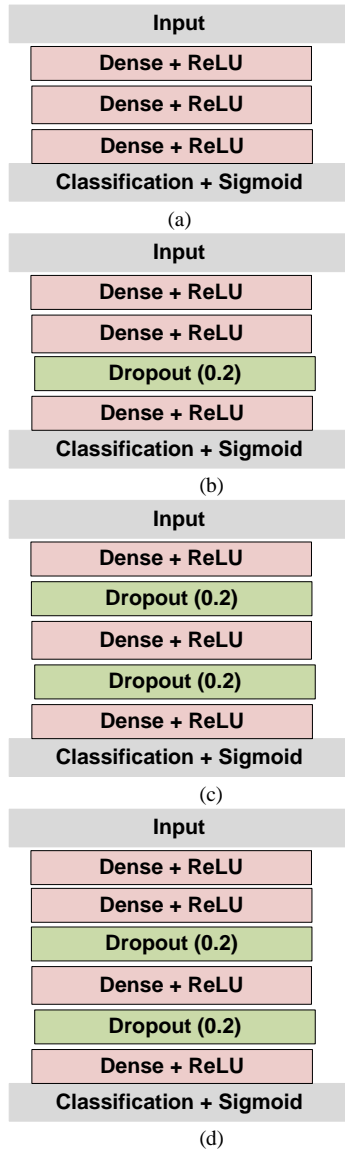 Input
Dense + ReLU
Dense + ReLU
Dense + ReLU
Classification + Sigmoid
(a)
Input
Dense + ReLU
Dense + ReLU
Dropout (0.2)
Dense + ReLU
Classification + Sigmoid
(b)
Input
Dense + ReLU
Dropout (0.2)
Dense + ReLU
Dropout (0.2)
Dense + ReLU
Classification + Sigmoid
(c)
Input
Dense + ReLU
Dense + ReLU
Dropout (0.2)
Dense + ReLU
Dropout (0.2)
Dense + ReLU
Classification + Sigmoid
(d)